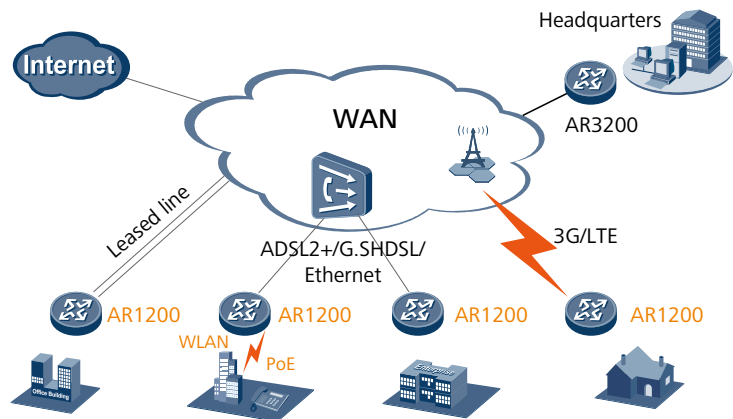 Headquarters
Internet
WAN
AR3200
Leased line
ADSL2+/G.SHDSL/
Ethernet
3G/LTE
AR1200
AR1200
AR1200
AR1200
WLAN
PoE
Office Building
Enterprise